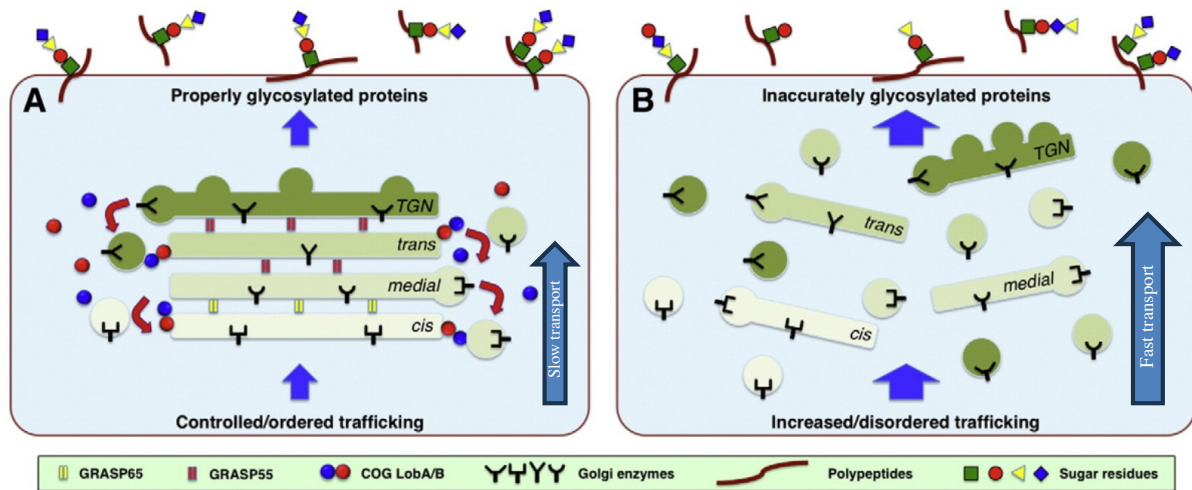 A
Properly glycosylated proteins
TGN
trans
medial
cis
Slow transport
Controlled/ordered trafficking
B
Inaccurately glycosylated proteins
TGN
trans
medial
cis
Fast transport
Increased/disordered trafficking
GRASP65 GRASP55 COG LobA/B Golgi enzymes Polypeptides Sugar residues